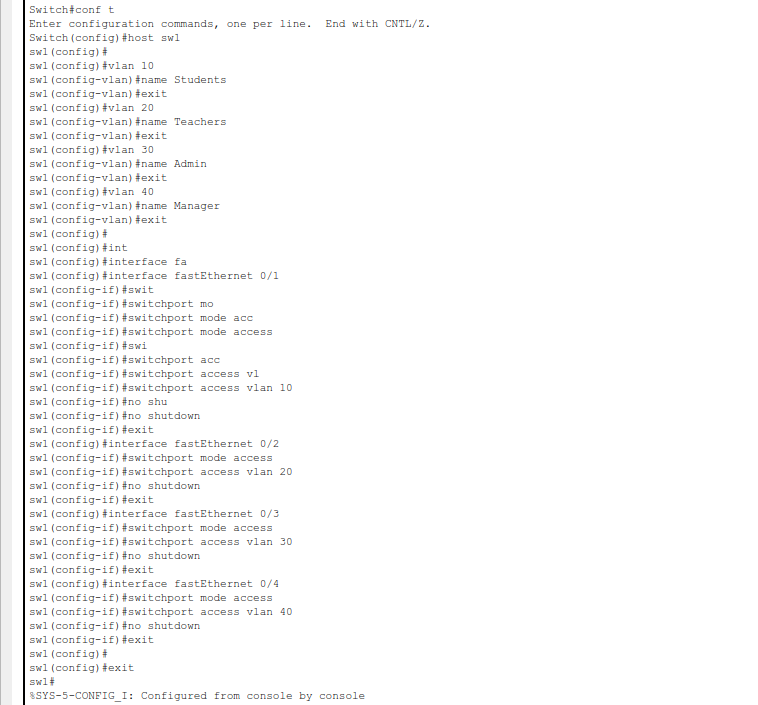 Switch#conf t
Enter configuration commands, one per line.  End with CNTL/Z.
Switch(config)#host sw1
sw1(config)#
sw1(config)#vlan 10
sw1(config-vlan)#name Students
sw1(config-vlan)#exit
sw1(config)#vlan 20
sw1(config-vlan)#name Teachers
sw1(config-vlan)#exit
sw1(config)#vlan 30
sw1(config-vlan)#name Admin
sw1(config-vlan)#exit
sw1(config)#vlan 40
sw1(config-vlan)#name Manager
sw1(config-vlan)#exit
sw1(config)#
sw1(config)#int
sw1(config)#interface fa
sw1(config)#interface fastEthernet 0/1
sw1(config-if)#swit
sw1(config-if)#switchport mo
sw1(config-if)#switchport mode acc
sw1(config-if)#switchport mode access
sw1(config-if)#swi
sw1(config-if)#switchport acc
sw1(config-if)#switchport access vl
sw1(config-if)#switchport access vlan 10
sw1(config-if)#no shu
sw1(config-if)#no shutdown
sw1(config-if)#exit
sw1(config)#interface fastEthernet 0/2
sw1(config-if)#switchport mode access
sw1(config-if)#switchport access vlan 20
sw1(config-if)#no shutdown
sw1(config-if)#exit
sw1(config)#interface fastEthernet 0/3
sw1(config-if)#switchport mode access
sw1(config-if)#switchport access vlan 30
sw1(config-if)#no shutdown
sw1(config-if)#exit
sw1(config)#interface fastEthernet 0/4
sw1(config-if)#switchport mode access
sw1(config-if)#switchport access vlan 40
sw1(config-if)#no shutdown
sw1(config-if)#exit
sw1(config)#
sw1(config)#exit
sw1#
%SYS-5-CONFIG_I: Configured from console by console